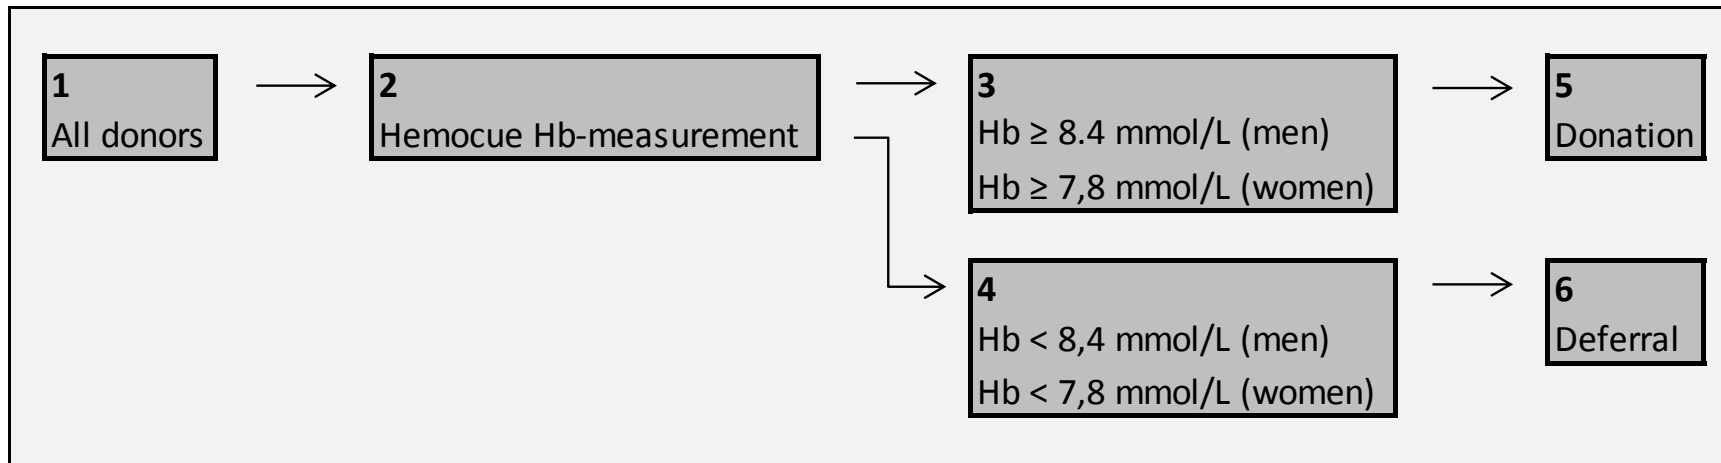 1
All donors
2
Hemocue Hb-measurement
3
Hb ≥ 8.4 mmol/L (men)
Hb ≥ 7,8 mmol/L (women)
5
Donation
4
Hb < 8,4 mmol/L (men)
Hb < 7,8 mmol/L (women)
6
Deferral